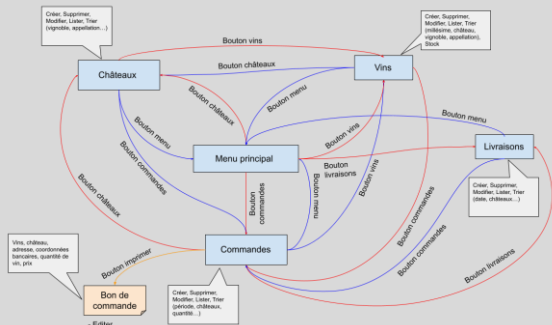 Créer, Supprimer,
Modifier, Lister, Trier
(vignoble, appellation…)
Créer, Supprimer,
Modifier, Lister, Trier
(millésime, château,
vignoble, appellation),
Stock
Bouton vins
Châteaux
Bouton châteaux
Vins
Bouton châteaux
Bouton menu
Bouton menu
Bouton vins
Bouton menu
Menu principal
Livraisons
Bouton commandes
Bouton
livraisons
Bouton châteaux
Bouton
commandes
Bouton menu
Bouton vins
Créer, Supprimer,
Modifier, Lister, Trier
(date, châteaux…)
Bouton commandes
Bouton commandes
Bouton livraisons
Vins, château,
adresse, coordonnées
bancaires, quantité de
vin, prix
Commandes
Bouton imprimer
Bon de
commande
Créer, Supprimer,
Modifier, Lister, Trier
(période, châteaux,
quantité…)
- Editer